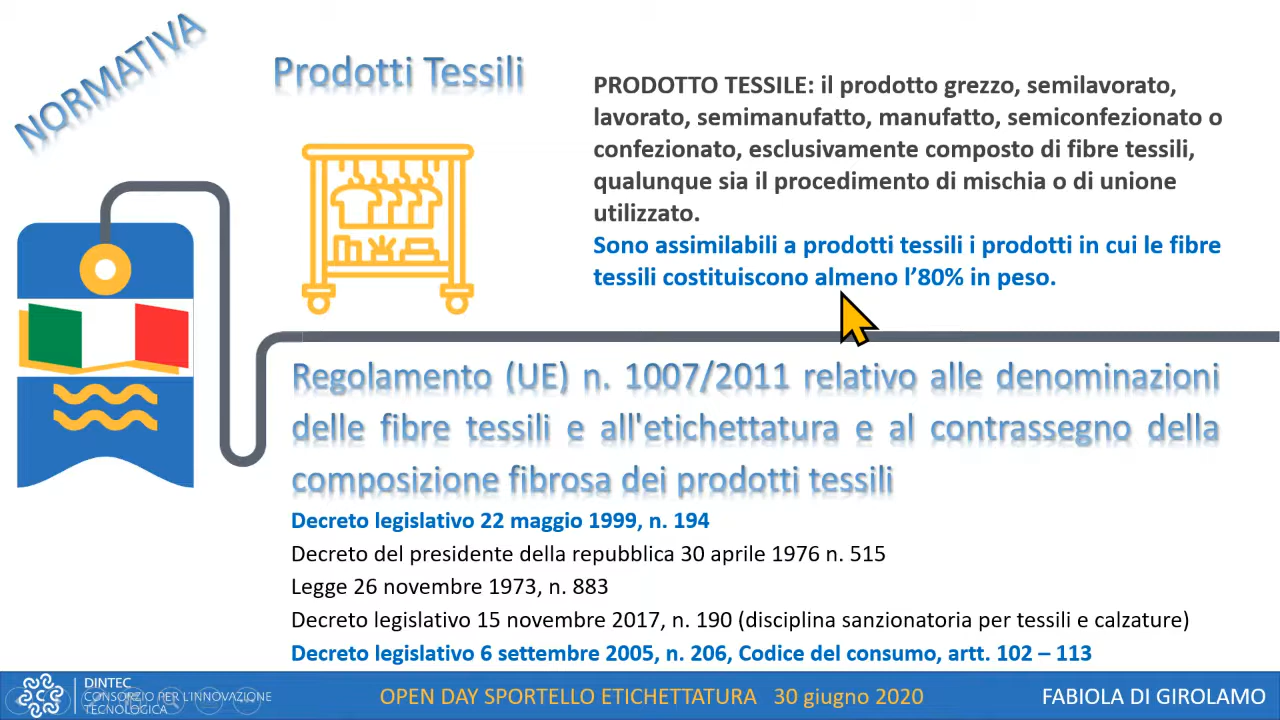 NORMATIVA
Prodotti Tessili
PRODOTTO TESSILE: il prodotto grezzo, semilavorato,
lavorato, semimanufatto, manufatto, semiconfezionato o
confezionato, esclusivamente composto di fibre tessili,
qualunque sia il procedimento di mischia o di unione
utilizzato.
Sono assimilabili a prodotti tessili i prodotti in cui le fibre
tessili costituiscono almeno l’80% in peso.
Regolamento (UE) n. 1007/2011 relativo alle denominazioni
delle fibre tessili e all'etichettatura e al contrassegno della
composizione fibrosa dei prodotti tessili
Decreto legislativo 22 maggio 1999, n. 194
Decreto del presidente della repubblica 30 aprile 1976 n. 515
Legge 26 novembre 1973, n. 883
Decreto legislativo 15 novembre 2017, n. 190 (disciplina sanzionatoria per tessili e calzature)
Decreto legislativo 6 settembre 2005, n. 206, Codice del consumo, artt. 102 – 113
DINTEC
CONSORZIO PER L'INNOVAZIONE
TECNOLOGICA
OPEN DAY SPORTELLO ETICHETTATURA 30 giugno 2020
FABIOLA DI GIROLAMO